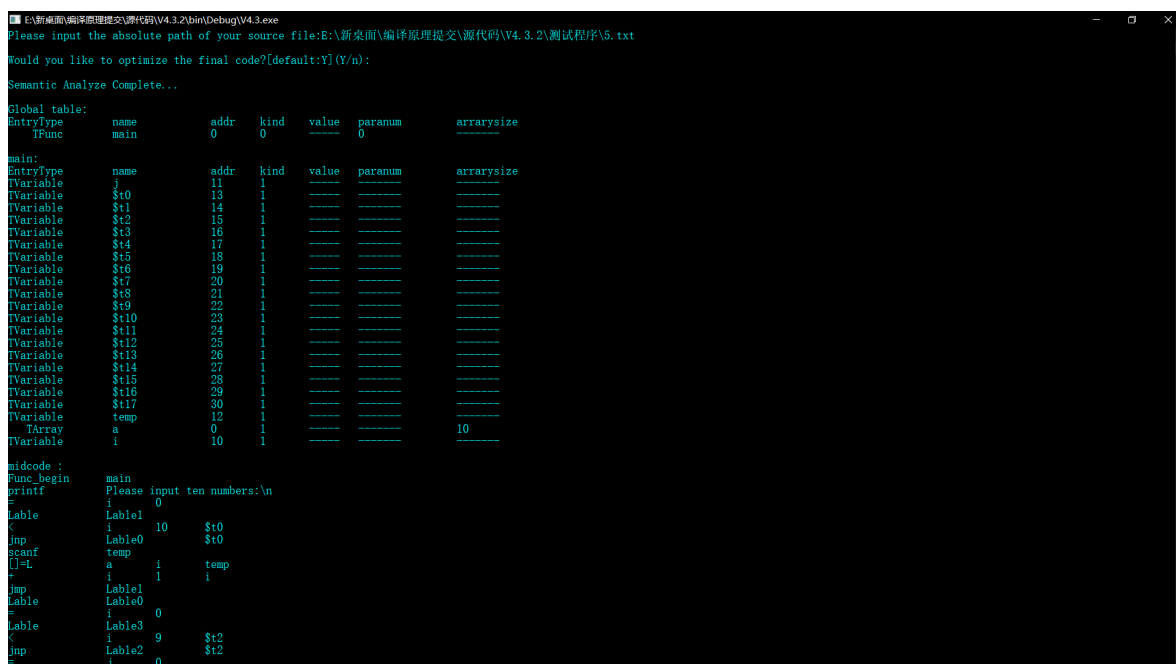 E:\新桌面\编译原理提交\源代码\V4.3.2\bin\Debug\V4.3.exe
Please input the absolute path of your source file:E:\新桌面\编译原理提交\源代码\V4.3.2\测试程序\5.txt
Would you like to optimize the final code?[default:Y](Y/n):
Semantic Analyze Complete...
Global table:
EntryType name addr kind value paranum arrarysize
TFunc main 0 0 ----- 0 -------
main:
EntryType name addr kind value paranum arrarysize
TVariable j 11 1 ----- ------- -------
TVariable $t0 13 1 ----- ------- -------
TVariable $t1 14 1 ----- ------- -------
TVariable $t2 15 1 ----- ------- -------
TVariable $t3 16 1 ----- ------- -------
TVariable $t4 17 1 ----- ------- -------
TVariable $t5 18 1 ----- ------- -------
TVariable $t6 19 1 ----- ------- -------
TVariable $t7 20 1 ----- ------- -------
TVariable $t8 21 1 ----- ------- -------
TVariable $t9 22 1 ----- ------- -------
TVariable $t10 23 1 ----- ------- -------
TVariable $t11 24 1 ----- ------- -------
TVariable $t12 25 1 ----- ------- -------
TVariable $t13 26 1 ----- ------- -------
TVariable $t14 27 1 ----- ------- -------
TVariable $t15 28 1 ----- ------- -------
TVariable $t16 29 1 ----- ------- -------
TVariable $t17 30 1 ----- ------- -------
TVariable temp 12 1 ----- ------- -------
TArray a 0 1 ----- ------- 10
TVariable i 10 1 ----- ------- -------
midcode :
Func_begin main
printf Please input ten numbers:\n
= i 0
Lable Lable1
< i 10 $t0
jnp Lable0 $t0
scanf temp
[]=L a i temp
+ i 1 i
jmp Lable1
Lable Lable0
= i 0
Lable Lable3
< i 9 $t2
jnp Lable2 $t2
= i 0